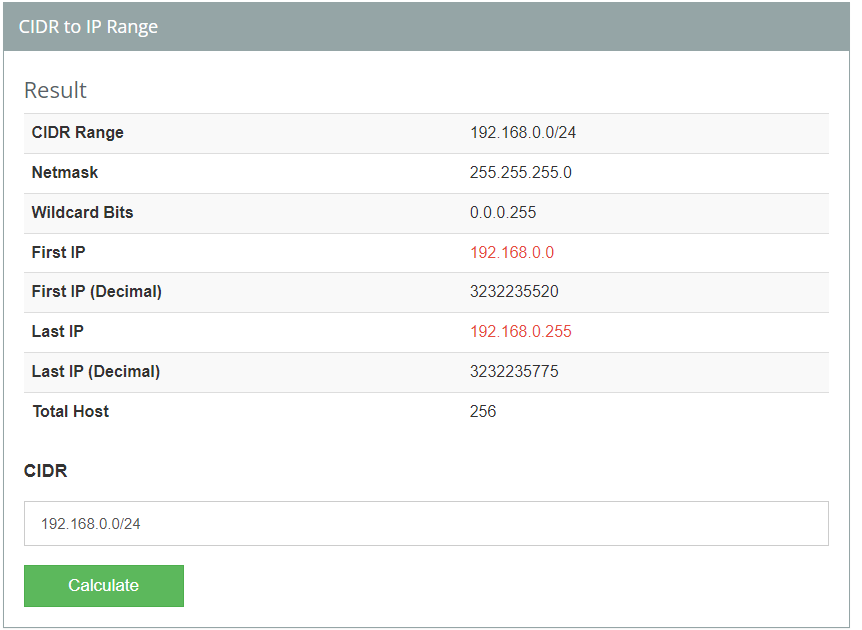 CIDR to IP Range
Result
CIDR Range 192.168.0.0/24
Netmask 255.255.255.0
Wildcard Bits 0.0.0.255
First IP 192.168.0.0
First IP (Decimal) 3232235520
Last IP 192.168.0.255
Last IP (Decimal) 3232235775
Total Host 256
CIDR
192.168.0.0/24
Calculate